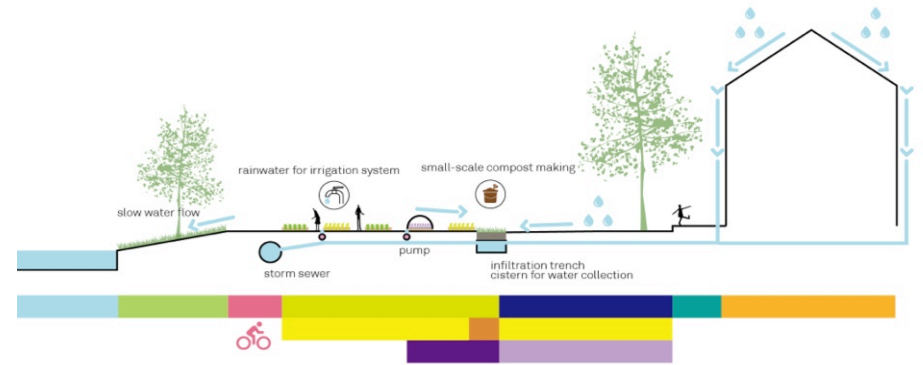 rainwater for irrigation system
small-scale compost making
slow water flow
pump
storm sewer
infiltration trench
cistern for water collection